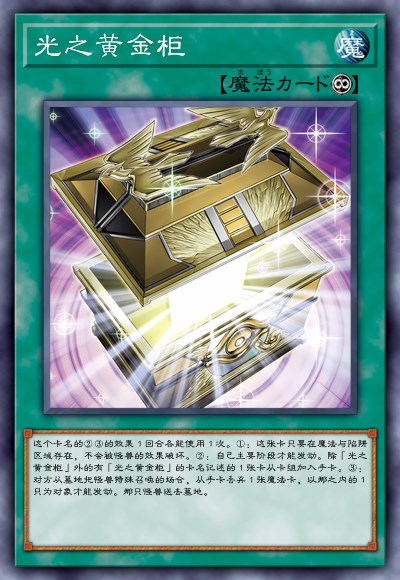 光之黄金柜
魔
【魔法カード】
まほう
这个卡名的②③的效果1回合各能使用1次。①:这张卡只要在魔法与陷阱
区域存在,不会被怪兽的效果破坏。②:自己主要阶段才能发动。除「光之
黄金柜」外的有「光之黄金柜」的卡名记述的1张卡从卡组加入手卡。③:
对方从墓地把怪兽特殊召唤的场合,从手卡丢弃1张魔法卡,以那之内的1
只为对象才能发动。那只怪兽送去墓地。